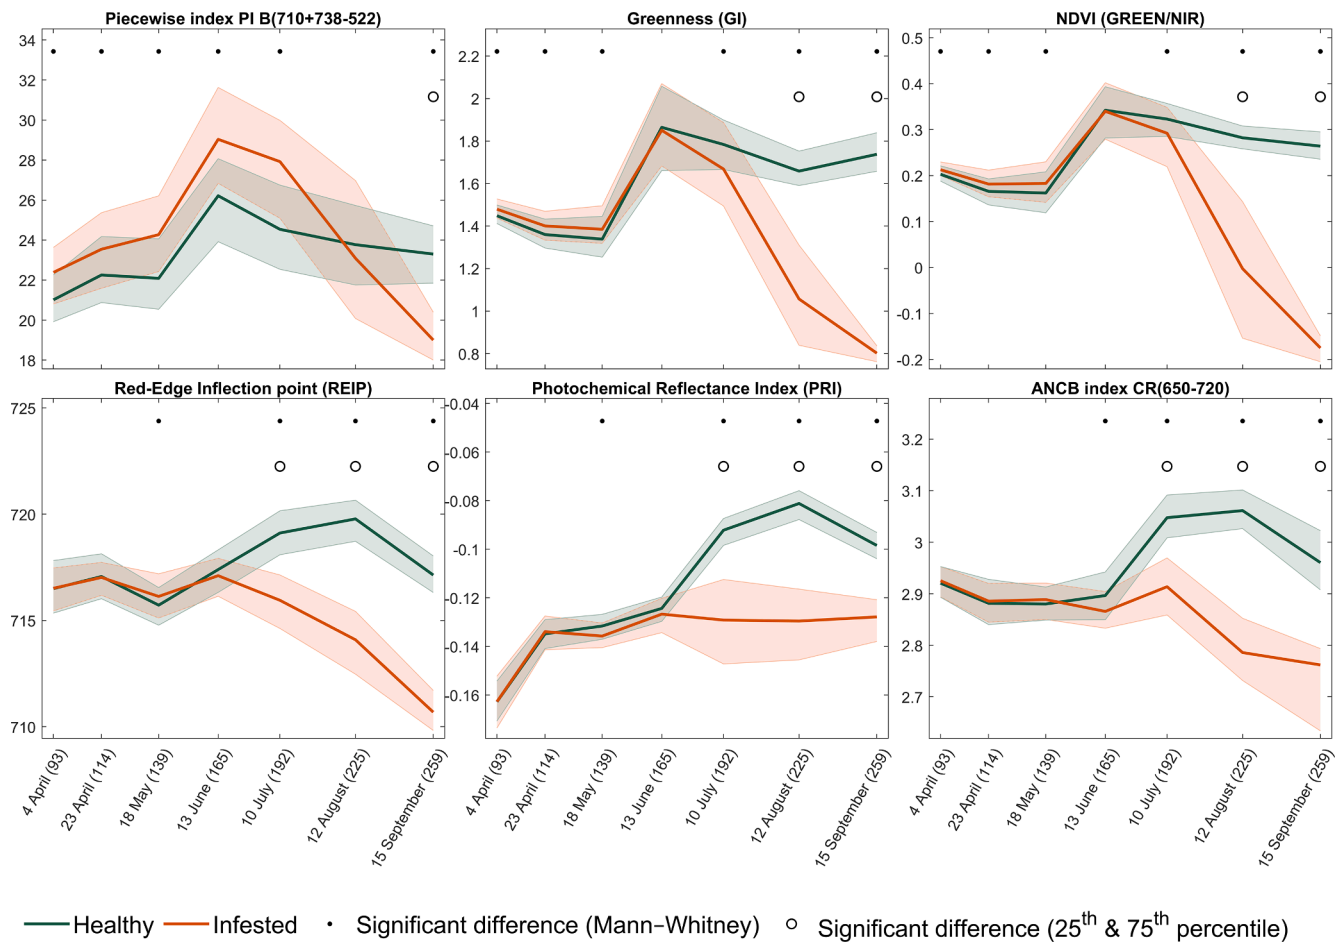 Piecewise index PI B(710+738-522)
Greenness (GI)
NDVI (GREEN/NIR)
34
32
30
28
26
24
22
20
18
2.2
2
1.8
1.6
1.4
1.2
0.8
0.5
0.4
0.3
0.2
0.1
0
-0.1
-0.2
Red-Edge Inflection point (REIP)
Photochemical Reflectance Index (PRI)
ANCB index CR(650-720)
725
720
715
710
-0.04
-0.06
-0.08
-0.1
-0.12
-0.14
-0.16
3.2
3.1
3
2.9
2.8
2.7
4 April (93)
23 April (114)
18 May (139)
13 June (165)
10 July (192)
12 August (225)
15 September (259)
4 April (93)
23 April (114)
18 May (139)
13 June (165)
10 July (192)
12 August (225)
15 September (259)
4 April (93)
23 April (114)
18 May (139)
13 June (165)
10 July (192)
12 August (225)
15 September (259)
Healthy Infested Significant difference (Mann–Whitney) Significant difference (25th & 75th percentile)